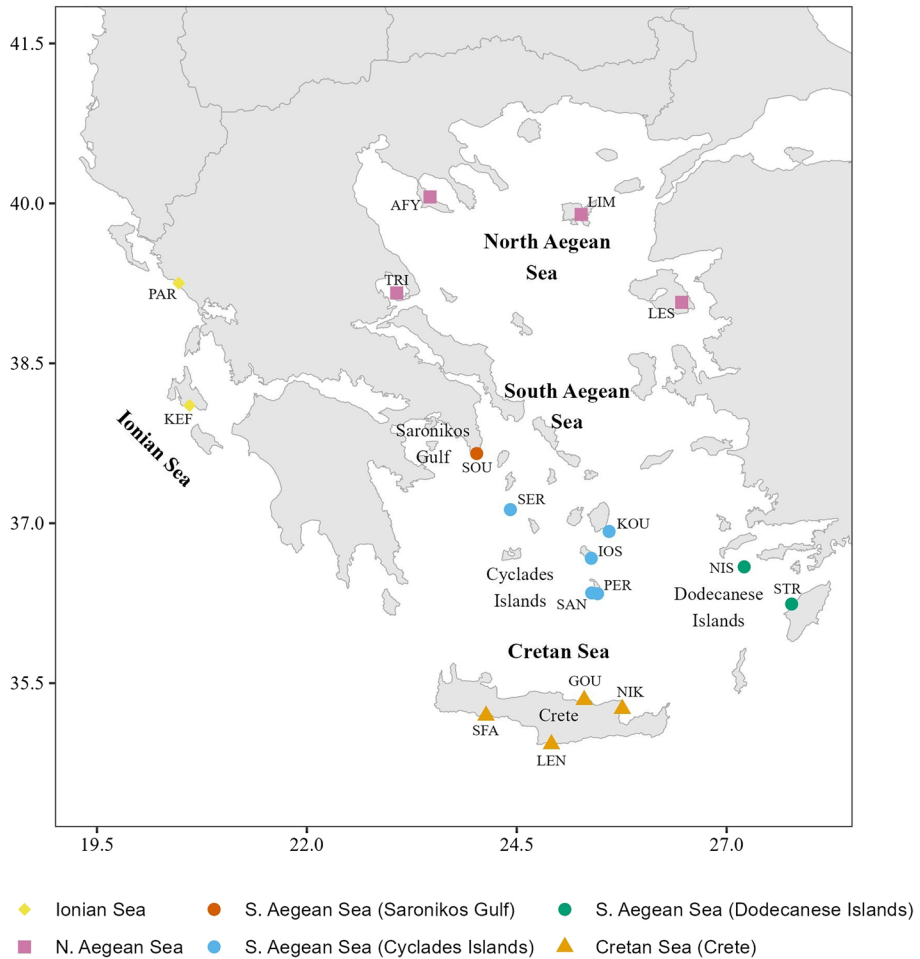 41.5
40.0
38.5
37.0
35.5
AFY
LIM
North Aegean
Sea
PAR
TRI
LES
KEF
Ionian Sea
South Aegean
Sea
Saronikos
Gulf
SOU
SER
KOU
IOS
Cyclades
Islands
PER
SAN
NIS
STR
Dodecanese
Islands
Cretan Sea
GOU
NIK
Crete
SFA
LEN
19.5 22.0 24.5 27.0
Ionian Sea S. Aegean Sea (Saronikos Gulf) S. Aegean Sea (Dodecanese Islands)
N. Aegean Sea S. Aegean Sea (Cyclades Islands) Cretan Sea (Crete)